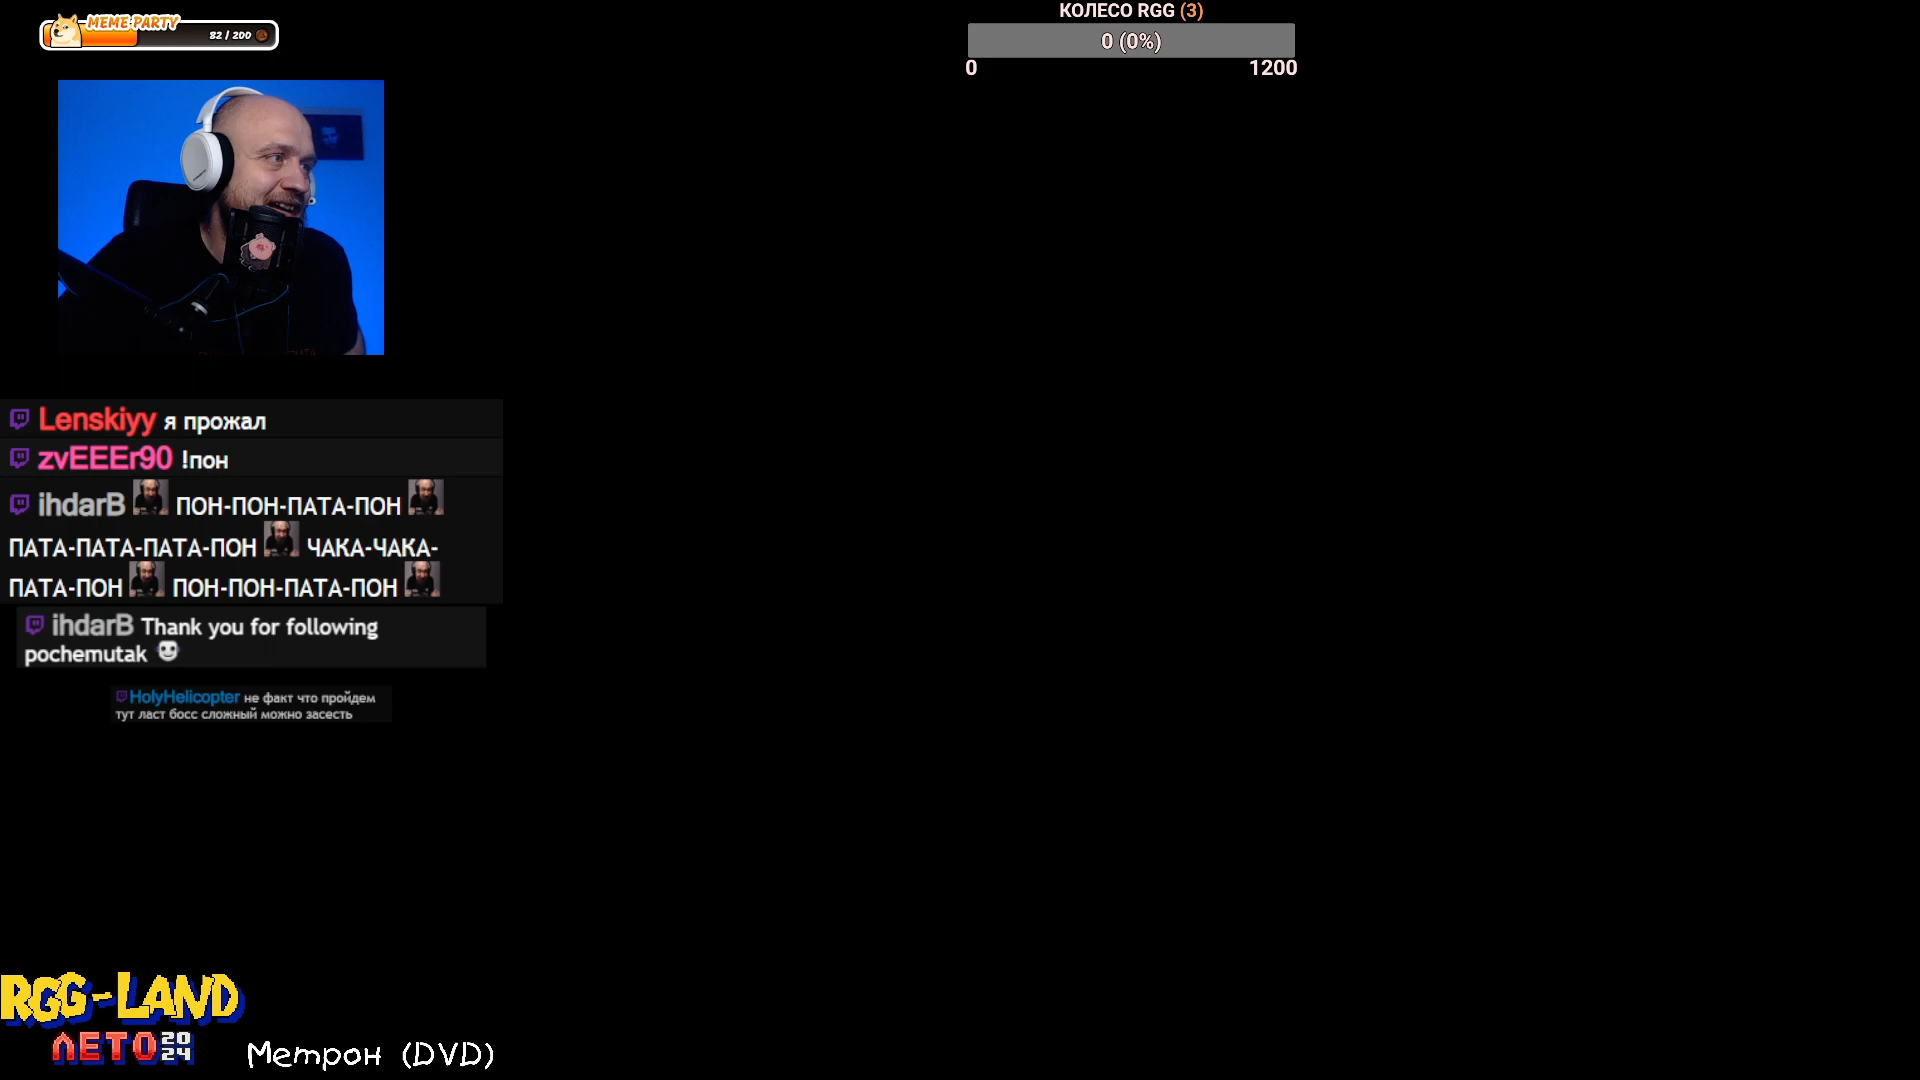 MEME PARTY
82 / 200
КОЛЕСО RGG (3)
0 (0%)
0
1200
Lenskiyy я прожал
zvEEEr90 !пон
ihdarB ПОН-ПОН-ПАТА-ПОН
ПАТА-ПАТА-ПАТА-ПОН ЧАКА-ЧАКА-
ПАТА-ПОН ПОН-ПОН-ПАТА-ПОН
ihdarB Thank you for following
pochemutak
HolyHelicopter не факт что пройдем
тут ласт босс сложный можно засесть
RGG-LAND
ЛЕТО 2024
Метрон (DVD)